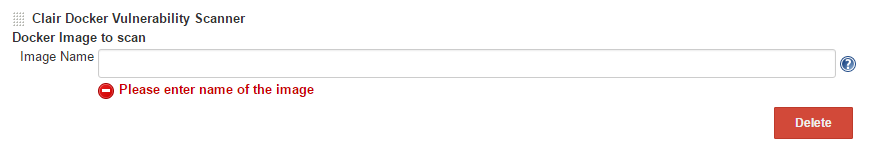 Clair Docker Vulnerability Scanner
Docker Image to scan
Image Name
?
Please enter name of the image
Delete